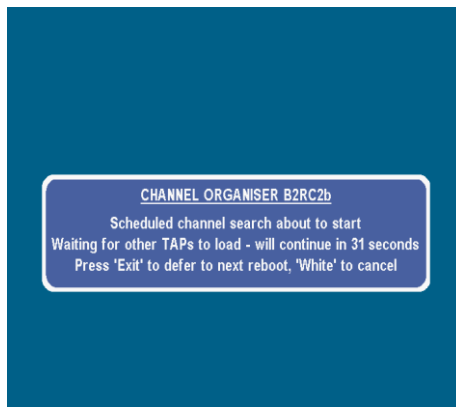 CHANNEL ORGANISER B2RC2b
Scheduled channel search about to start
Waiting for other TAPs to load - will continue in 31 seconds
Press 'Exit' to defer to next reboot, 'White' to cancel